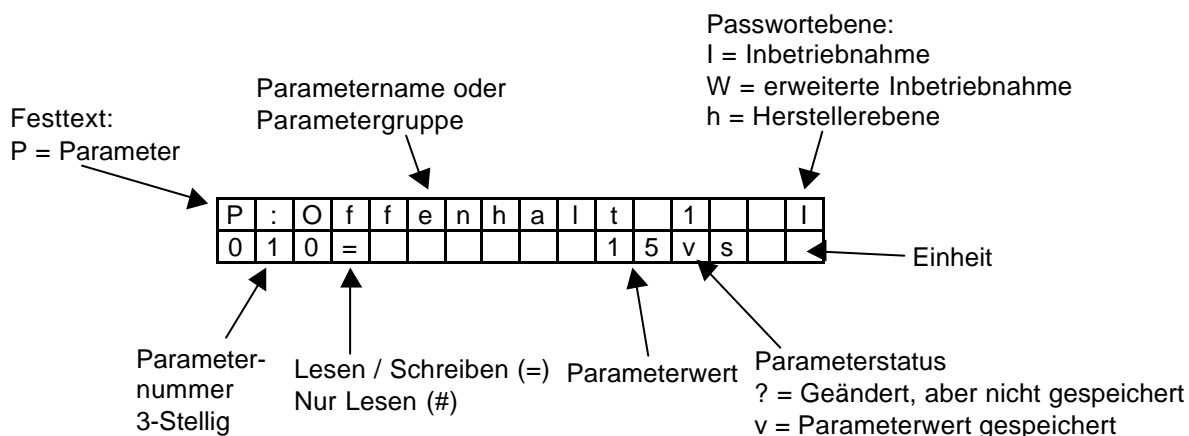 Passwortebene:
I = Inbetriebnahme
W = erweiterte Inbetriebnahme
h = Herstellerebene
Parametername oder
Parametergruppe
Festtext:
P = Parameter
P : O f f e n h a l t 1 I
0 1 0 = 1 5 v s
Einheit
Parameter-
nummer
3-Stellig
Lesen / Schreiben (=)
Nur Lesen (#)
Parameterwert
Parameterstatus
? = Geändert, aber nicht gespeichert
v = Parameterwert gespeichert